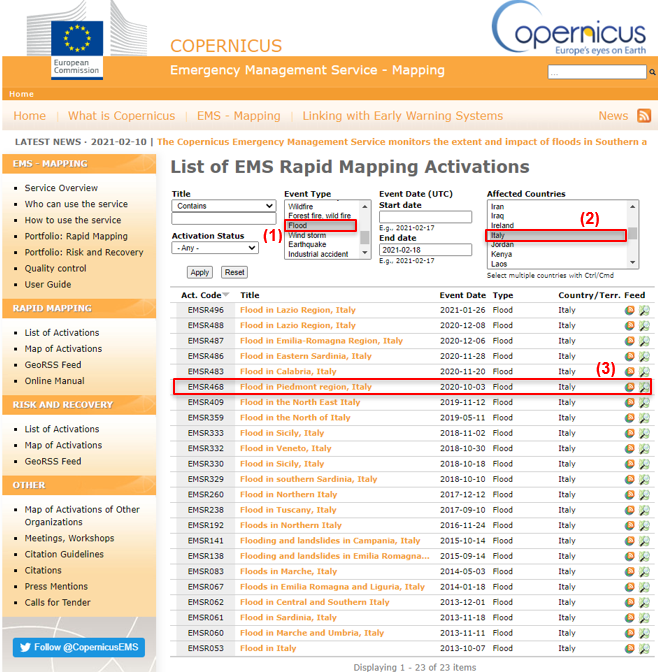 European
Commission
COPERNICUS
Emergency Management Service - Mapping
opernicus
Europe's eyes on Earth
...
Home
Home | What is Copernicus | EMS - Mapping | Linking with Early Warning Systems
News
LATEST NEWS · 2021-02-10 | The Copernicus Emergency Management Service monitors the extent and impact of floods in Southern a
EMS - MAPPING
Service Overview
Who can use the service
How to use the service
Portfolio: Rapid Mapping
Portfolio: Risk and Recovery
Quality control
User Guide
RAPID MAPPING
List of Activations
Map of Activations
GeoRSS Feed
Online Manual
RISK AND RECOVERY
List of Activations
Map of Activations
GeoRSS Feed
OTHER
Map of Activations of Other
Organizations
Meetings, Workshops
Citation Guidelines
Citations
Press Mentions
Calls for Tender
Follow @CopernicusEMS
List of EMS Rapid Mapping Activations
Title
Contains
Activation Status
- Any -
Apply
Reset
Event Type
Wildfire
Forest fire, wild fire
(1)
Flood
Wind storm
Earthquake
Industrial accident
Event Date (UTC)
Start date
E.g., 2021-02-17
End date
2021-02-18
E.g., 2021-02-17
Affected Countries
Iran
Iraq
Ireland
(2)
Italy
Jordan
Kenya
Laos
Select multiple countries with Ctrl/Cmd
Act. Code Title Event Date Type Country/Terr. Feed
EMSR496 Flood in Lazio Region, Italy 2021-01-26 Flood Italy
EMSR488 Flood in Lazio Region, Italy 2020-12-08 Flood Italy
EMSR487 Flood in Emilia-Romagna Region, Italy 2020-12-06 Flood Italy
EMSR486 Flood in Eastern Sardinia, Italy 2020-11-28 Flood Italy
EMSR483 Flood in Calabria, Italy 2020-11-20 Flood Italy
(3)
EMSR468 Flood in Piedmont region, Italy 2020-10-03 Flood Italy
EMSR409 Flood in the North East Italy 2019-11-12 Flood Italy
EMSR359 Flood in the North of Italy 2019-05-11 Flood Italy
EMSR333 Flood in Sicily, Italy 2018-11-02 Flood Italy
EMSR332 Flood in Veneto, Italy 2018-10-30 Flood Italy
EMSR330 Flood in Sicily, Italy 2018-10-18 Flood Italy
EMSR329 Flood in southern Sardinia, Italy 2018-10-10 Flood Italy
EMSR260 Flood in Northern Italy 2017-12-12 Flood Italy
EMSR238 Flood in Tuscany, Italy 2017-09-10 Flood Italy
EMSR192 Floods in Northern Italy 2016-11-24 Flood Italy
EMSR141 Flooding and landslides in Campania, Italy 2015-10-14 Flood Italy
EMSR138 Flooding and landslides in Emilia Romagna... 2015-09-14 Flood Italy
EMSR083 Floods in Marche, Italy 2014-05-03 Flood Italy
EMSR067 Floods in Emilia Romagna and Liguria, Italy 2014-01-18 Flood Italy
EMSR062 Flood in Central and Southern Italy 2013-12-01 Flood Italy
EMSR061 Flood in Sardinia, Italy 2013-11-18 Flood Italy
EMSR060 Flood in Marche and Umbria, Italy 2013-11-11 Flood Italy
EMSR053 Flood in Italy 2013-10-07 Flood Italy
Displaying 1 - 23 of 23 items